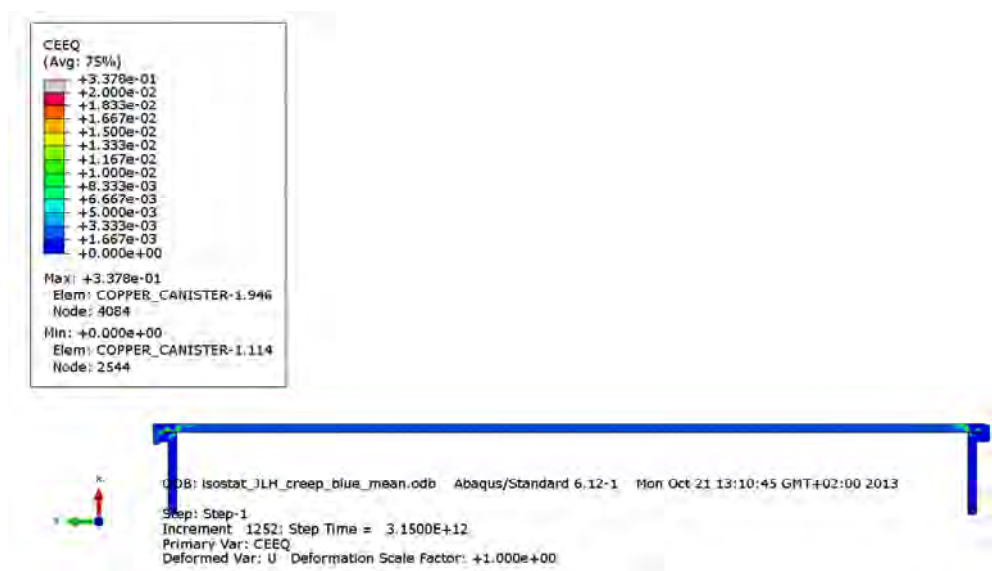 CEEQ
(Avg: 75%)
+3.378e-01
+2.000e-02
+1.833e-02
+1.667e-02
+1.500e-02
+1.333e-02
+1.167e-02
+1.000e-02
+8.333e-03
+6.667e-03
+5.000e-03
+3.333e-03
+1.667e-03
+0.000e+00
Max: +3.378e-01
Elem: COPPER_CANISTER-1.946
Node: 4084
Min: +0.000e+00
Elem: COPPER_CANISTER-1.114
Node: 2544
X
Y
ODB: isostat_JLH_creep_blue_mean.odb Abaqus/Standard 6.12-1 Mon Oct 21 13:10:45 GMT+02:00 2013
Step: Step-1
Increment 1252: Step Time = 3.1500E+12
Primary Var: CEEQ
Deformed Var: U Deformation Scale Factor: +1.000e+00